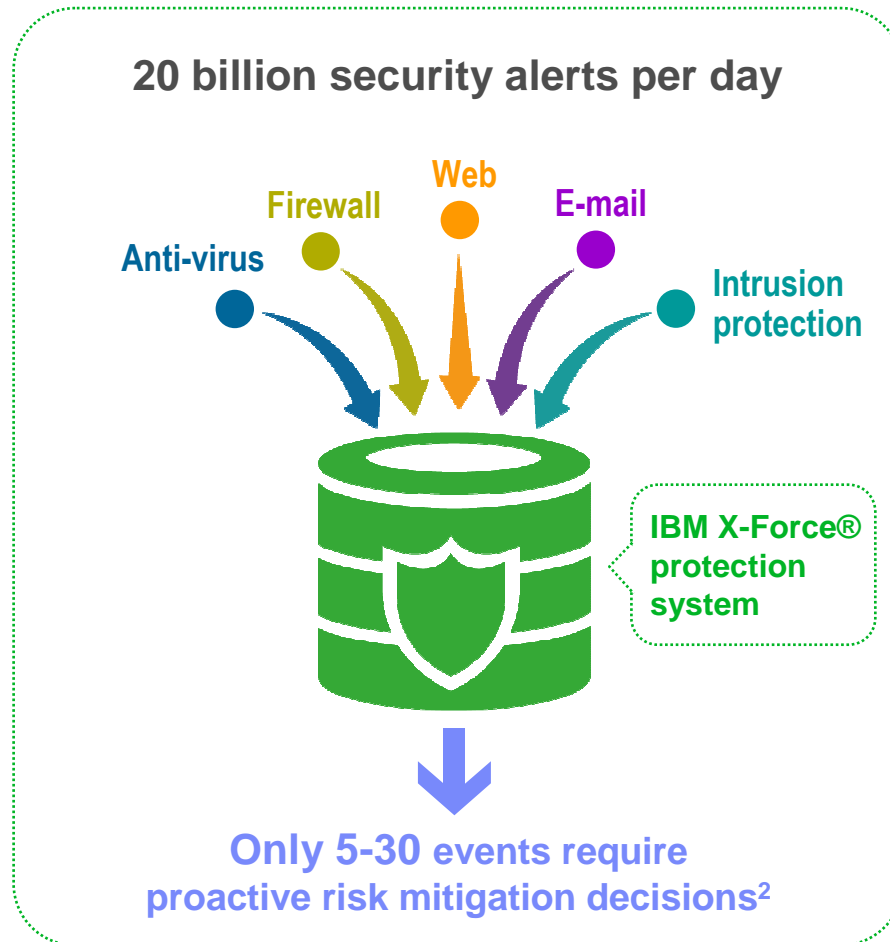 20 billion security alerts per day
Web
Firewall
E-mail
Anti-virus
Intrusion
protection
IBM X-Force®
protection
system
Only 5-30 events require
proactive risk mitigation decisions²